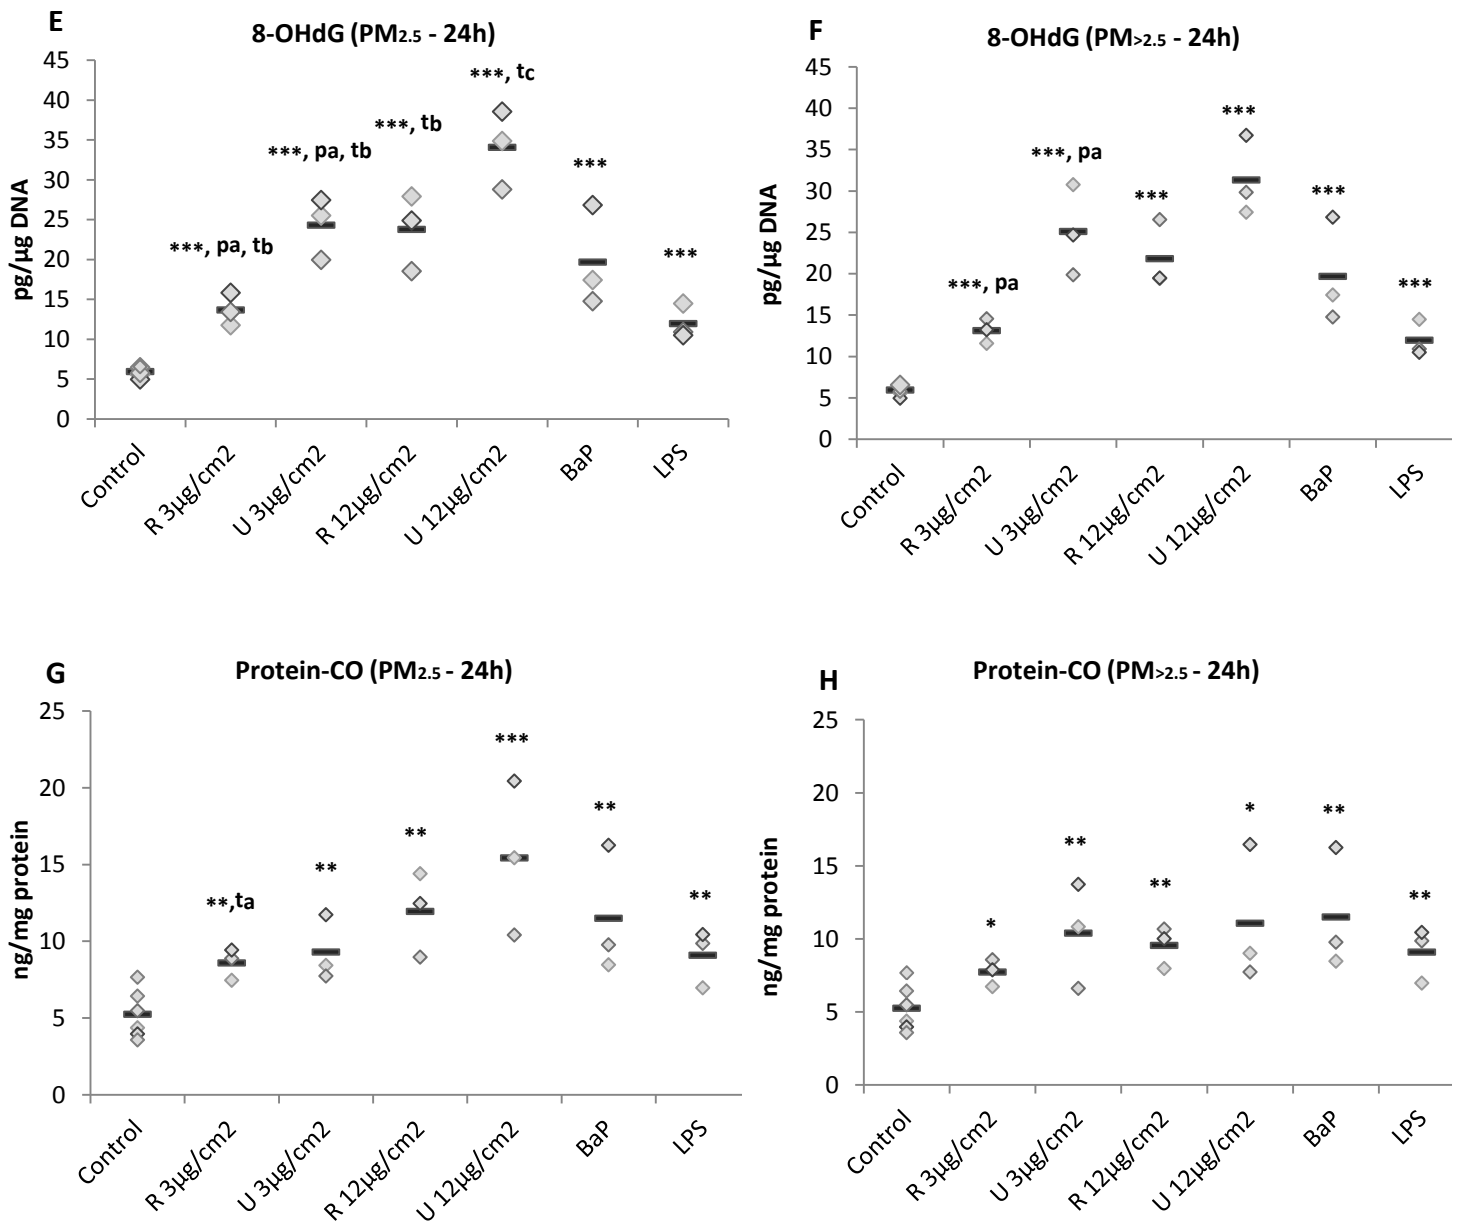 E
8-OHdG (PM2.5 - 24h)
pg/µg DNA
45
40
35
30
25
20
15
10
5
0
***, pa, tb
***, pa, tb
***, tb
***, tc
***
***
Control
R 3µg/cm2
U 3µg/cm2
R 12µg/cm2
U 12µg/cm2
BaP
LPS
F
8-OHdG (PM>2.5 - 24h)
pg/µg DNA
45
40
35
30
25
20
15
10
5
0
***, pa
***, pa
***
***
***
***
Control
R 3µg/cm2
U 3µg/cm2
R 12µg/cm2
U 12µg/cm2
BaP
LPS
G
Protein-CO (PM2.5 - 24h)
ng/mg protein
25
20
15
10
5
0
**,ta
**
**
***
**
**
Control
R 3µg/cm2
U 3µg/cm2
R 12µg/cm2
U 12µg/cm2
BaP
LPS
H
Protein-CO (PM>2.5 - 24h)
ng/mg protein
25
20
15
10
5
0
*
**
**
*
**
**
Control
R 3µg/cm2
U 3µg/cm2
R 12µg/cm2
U 12µg/cm2
BaP
LPS